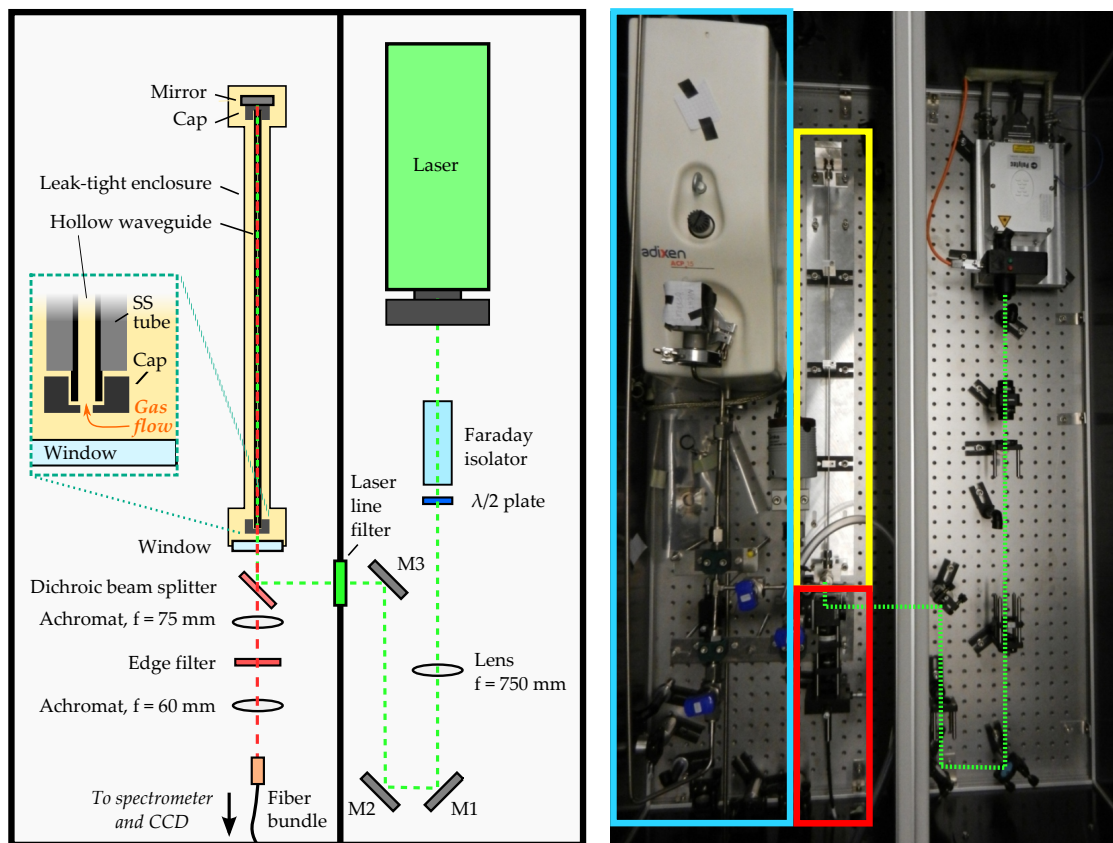 Mirror
Cap
Leak-tight enclosure
Hollow waveguide
SS
tube
Cap
Gas
flow
Window
Window
Dichroic beam splitter
Achromat, f = 75 mm
Edge filter
Achromat, f = 60 mm
To spectrometer
and CCD
Fiber
bundle
Laser
Faraday
isolator
λ/2 plate
Laser
line
filter
M3
Lens
f = 750 mm
M2
M1
adixen
ACP 15